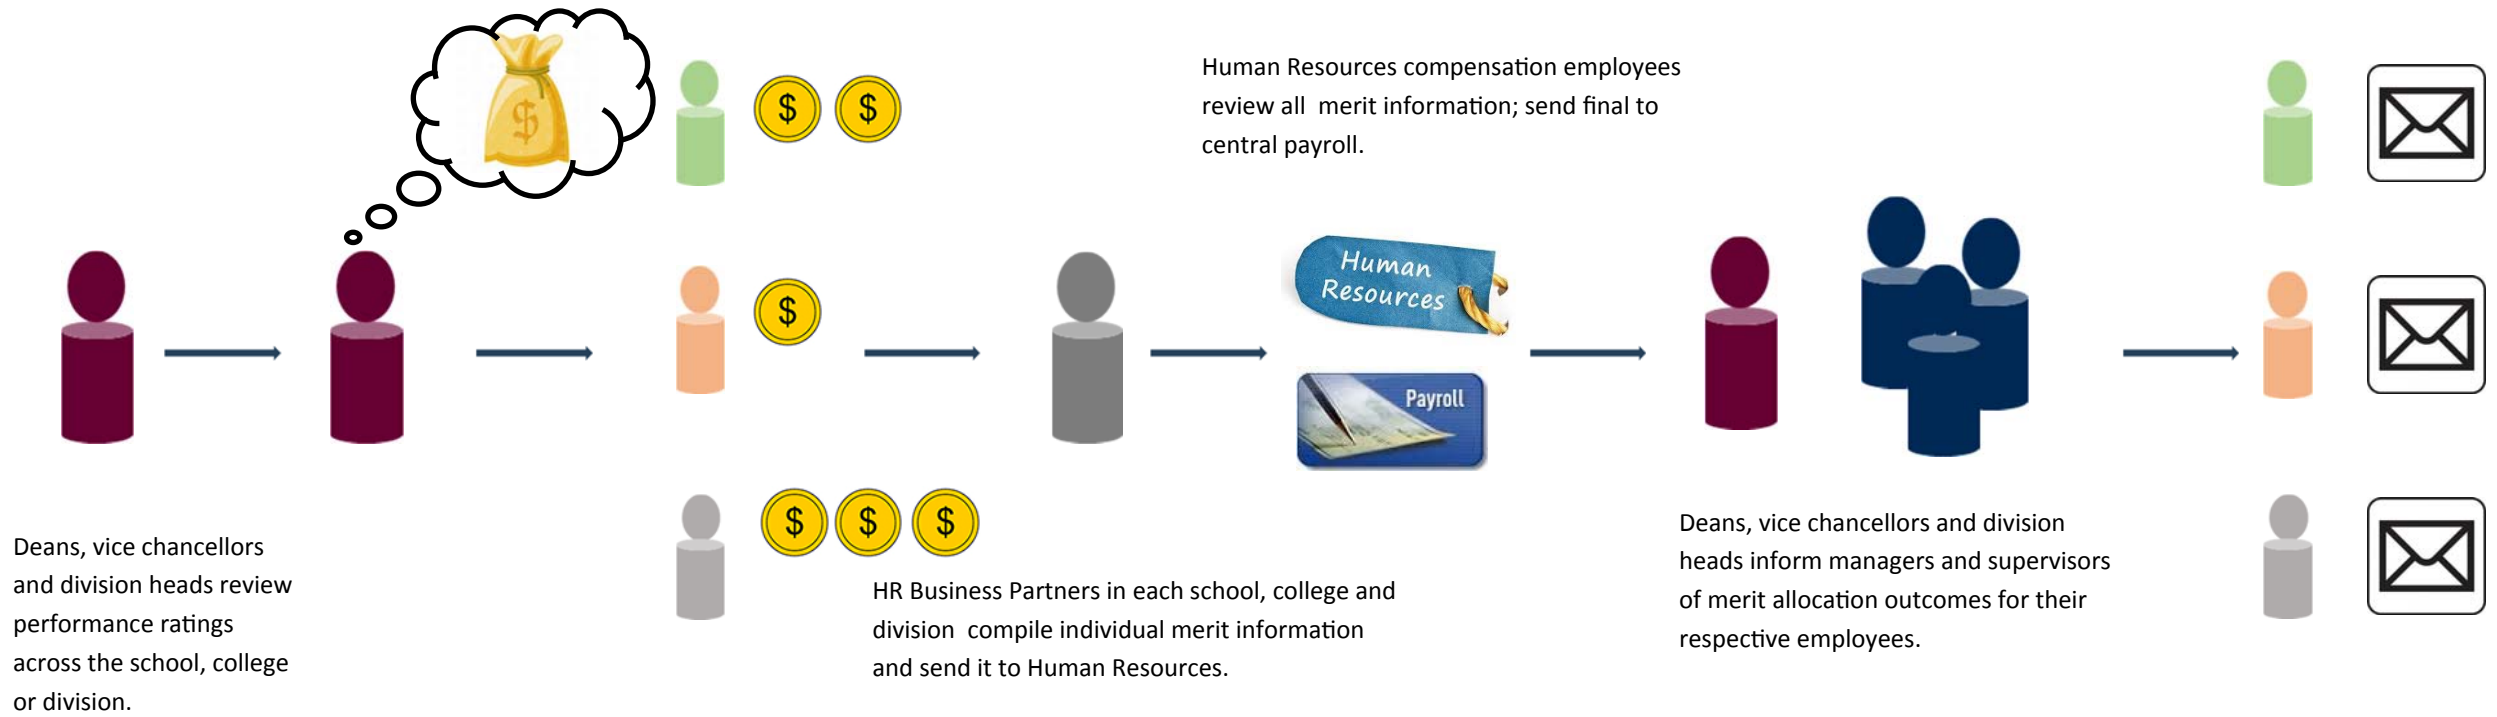 Human Resources compensation employees
review all  merit information; send final to
central payroll.
$
$ $
$
Human
Resources
Payroll
$ $ $
Deans, vice chancellors
and division heads review
performance ratings
across the school, college
or division.
HR Business Partners in each school, college and
division  compile individual merit information
and send it to Human Resources.
Deans, vice chancellors and division
heads inform managers and supervisors
of merit allocation outcomes for their
respective employees.